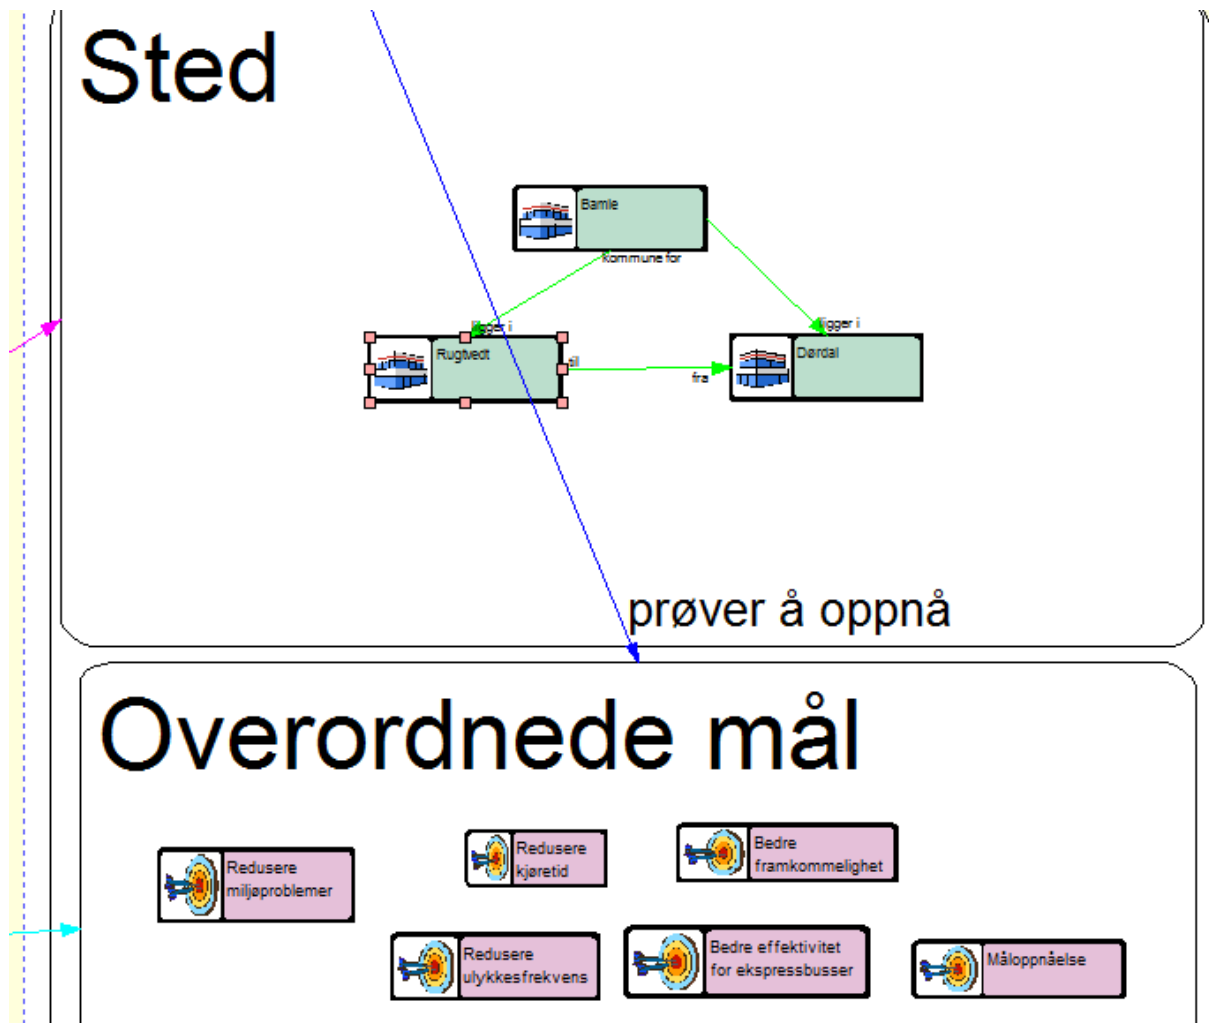 Sted
Bamle
kommune for
ligger i
ligger i
Rugtvedt
til
fra
Dørdal
prøver å oppnå
Overordnede mål
Redusere
miljøproblemer
Redusere
kjøretid
Bedre
framkommelighet
Redusere
ulykkesfrekvens
Bedre effektivitet
for ekspressbusser
Måloppnåelse